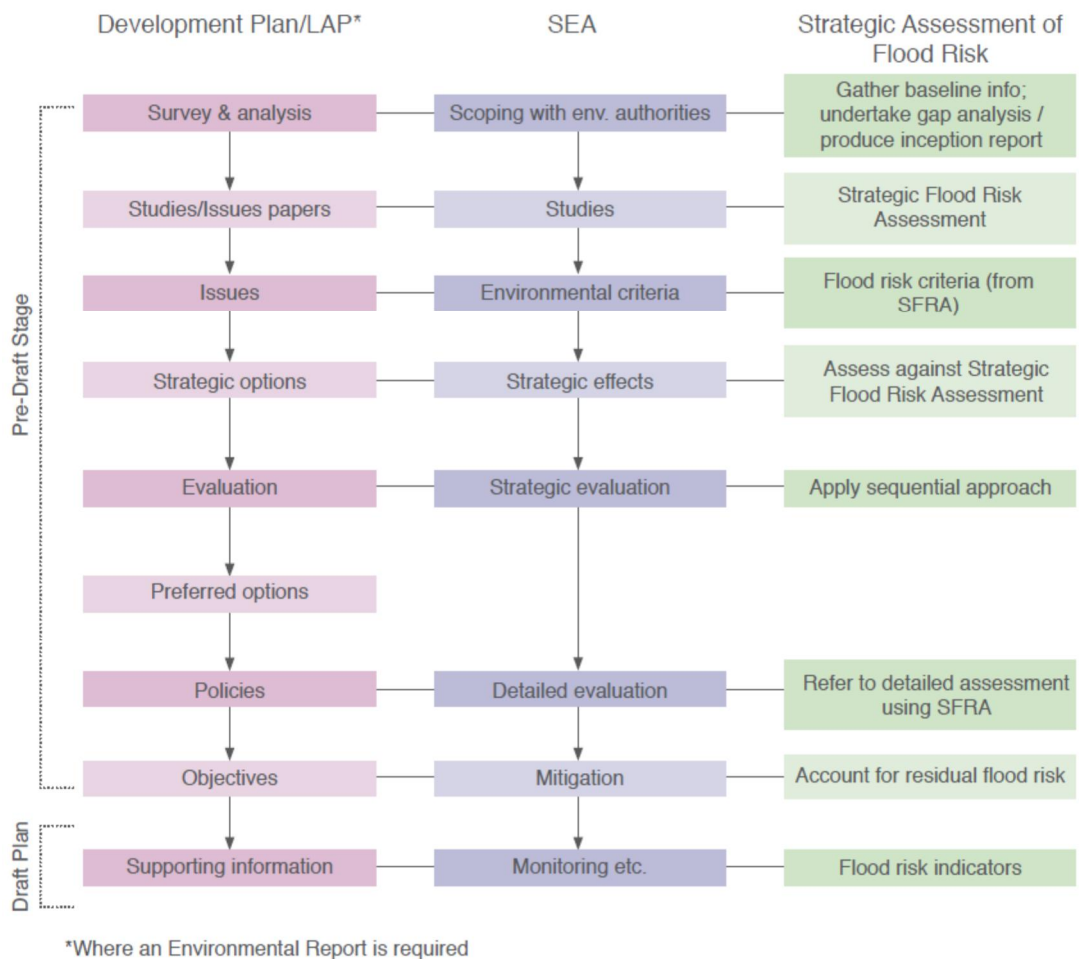 Development Plan/LAP*
SEA
Strategic Assessment of
Flood Risk
Pre-Draft Stage
Survey & analysis
Scoping with env. authorities
Gather baseline info;
undertake gap analysis /
produce inception report
Studies/Issues papers
Studies
Strategic Flood Risk
Assessment
Issues
Environmental criteria
Flood risk criteria (from
SFRA)
Strategic options
Strategic effects
Assess against Strategic
Flood Risk Assessment
Evaluation
Strategic evaluation
Apply sequential approach
Preferred options
Policies
Detailed evaluation
Refer to detailed assessment
using SFRA
Objectives
Mitigation
Account for residual flood risk
Draft Plan
Supporting information
Monitoring etc.
Flood risk indicators
*Where an Environmental Report is required